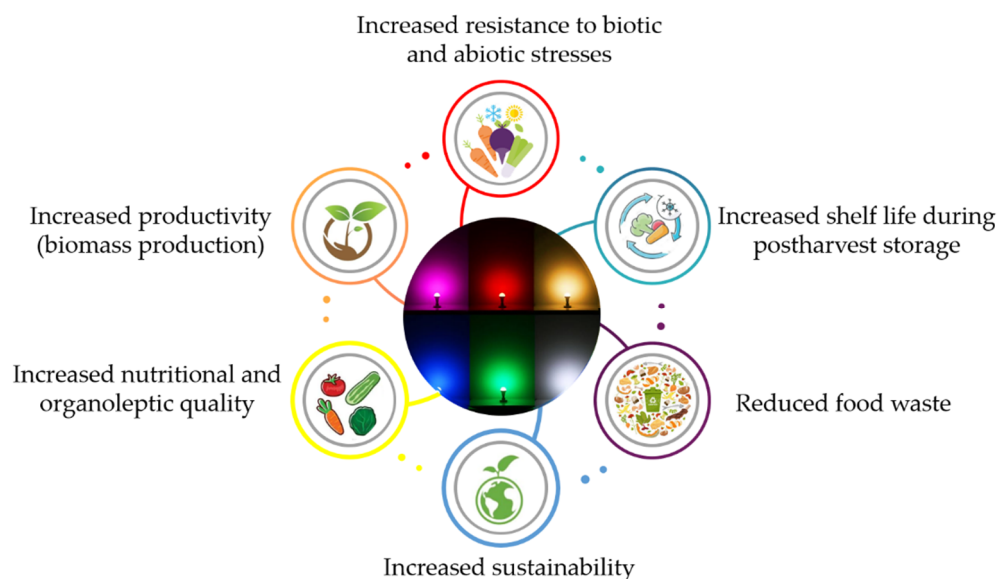 Increased resistance to biotic
and abiotic stresses
Increased productivity
(biomass production)
Increased shelf life during
postharvest storage
Increased nutritional and
organoleptic quality
Reduced food waste
Increased sustainability